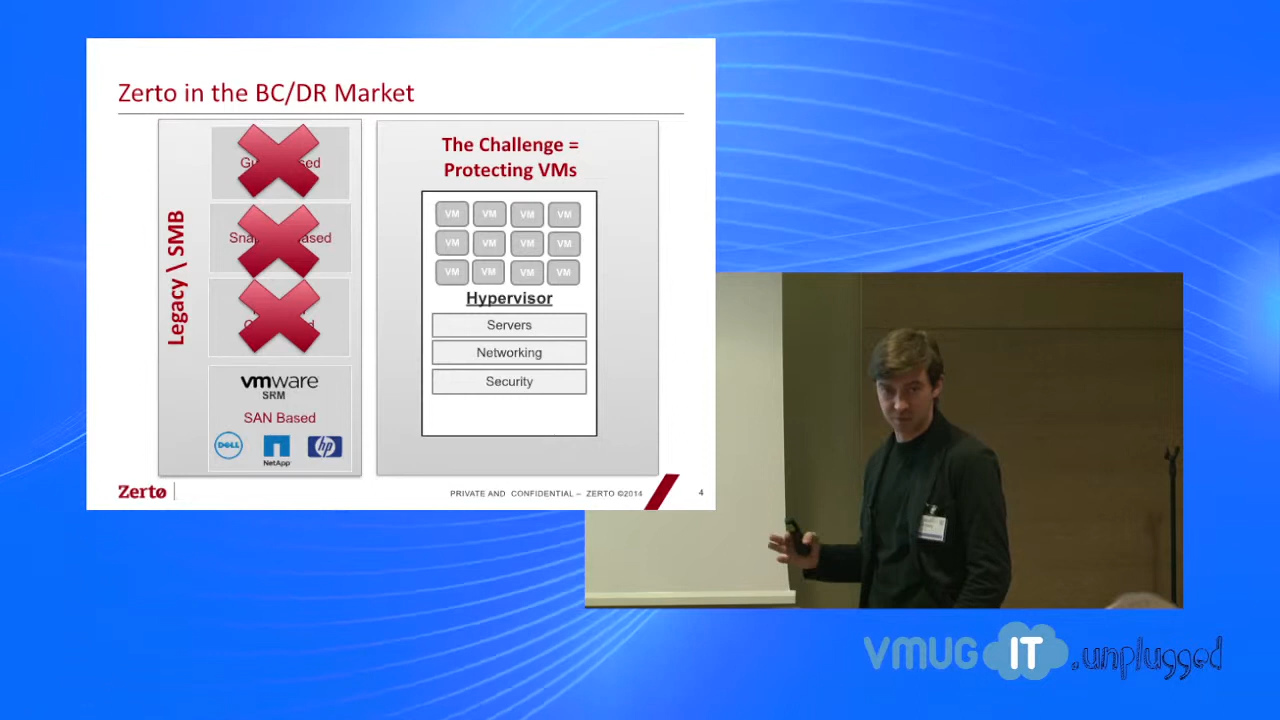 Zerto in the BC/DR Market
Legacy \ SMB
vmware
SRM
SAN Based
DELL
NetApp
hp
The Challenge =
Protecting VMs
VM VM VM VM
VM VM VM VM
VM VM VM VM
Hypervisor
Servers
Networking
Security
Zerto
PRIVATE AND CONFIDENTIAL – ZERTO ©2014
4
VMUG IT .unplugged